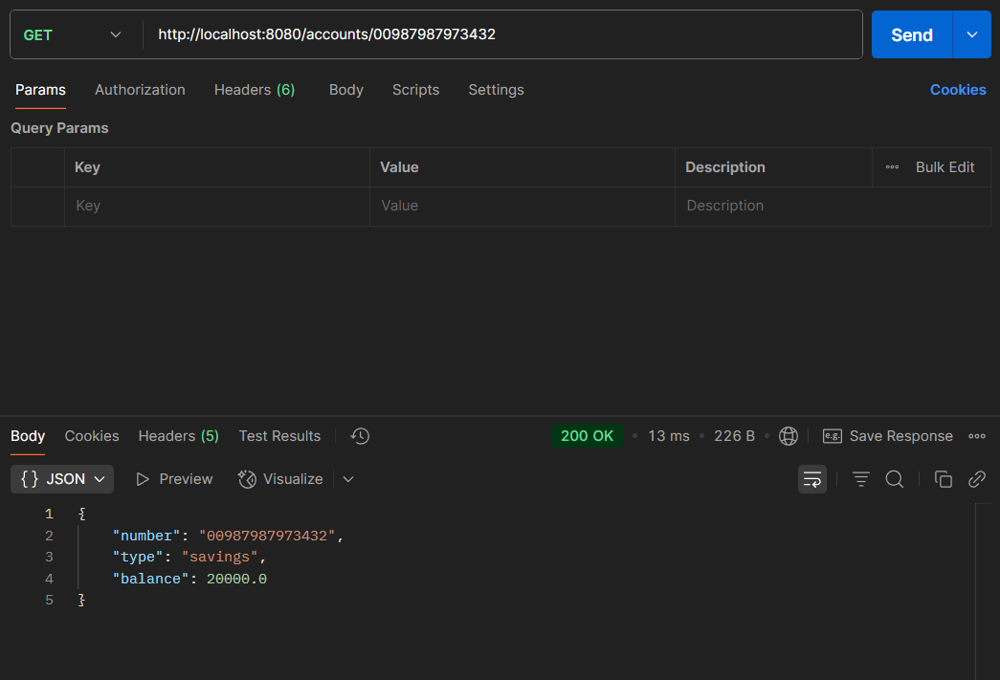 GET http://localhost:8080/accounts/00987987973432 Send
Params Authorization Headers (6) Body Scripts Settings Cookies
Query Params
Key Value Description Bulk Edit
Key Value Description
Body Cookies Headers (5) Test Results 200 OK • 13 ms • 226 B • e.g. Save Response
{} JSON Preview Visualize
1 {
2 "number": "00987987973432",
3 "type": "savings",
4 "balance": 20000.0
5 }